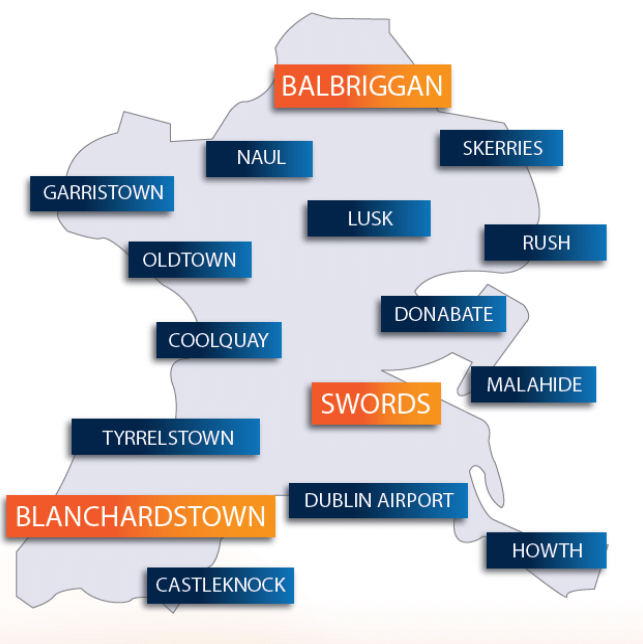 BALBRIGGAN
SKERRIES
NAUL
GARRISTOWN
LUSK
RUSH
OLDTOWN
DONABATE
COOLQUAY
MALAHIDE
SWORDS
TYRRELSTOWN
DUBLIN AIRPORT
BLANCHARDSTOWN
HOWTH
CASTLEKNOCK